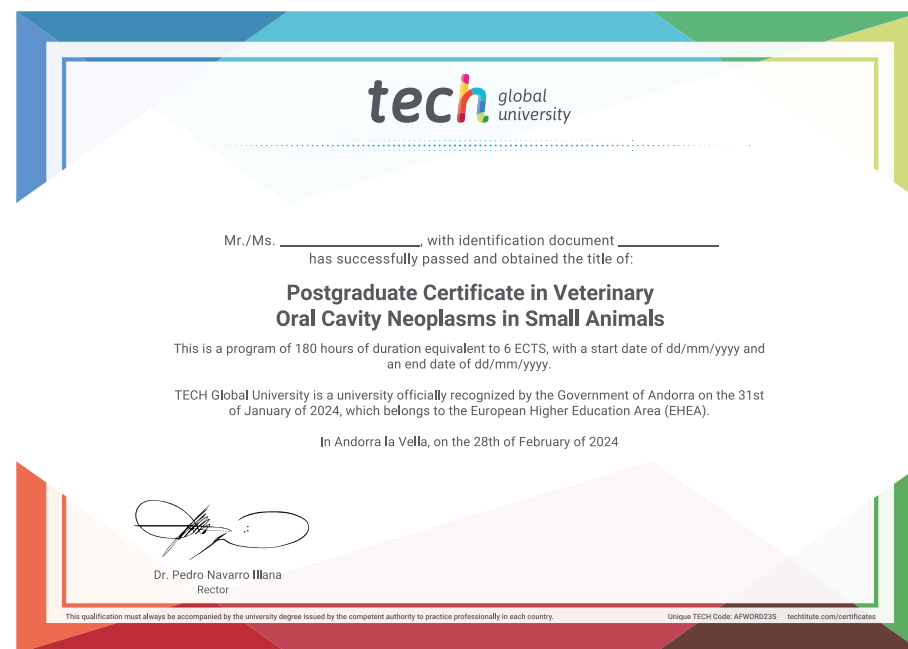 tech global
university
Mr./Ms. ____________________, with identification document ______________
has successfully passed and obtained the title of:
Postgraduate Certificate in Veterinary
Oral Cavity Neoplasms in Small Animals
This is a program of 180 hours of duration equivalent to 6 ECTS, with a start date of dd/mm/yyyy and
an end date of dd/mm/yyyy.
TECH Global University is a university officially recognized by the Government of Andorra on the 31st
of January of 2024, which belongs to the European Higher Education Area (EHEA).
In Andorra la Vella, on the 28th of February of 2024
Dr. Pedro Navarro Illana
Rector
This qualification must always be accompanied by the university degree issued by the competent authority to practice professionally in each country. Unique TECH Code: AFWORD23S techtitute.com/certificates